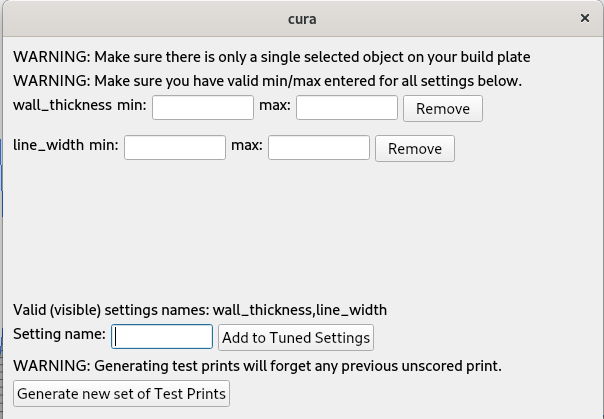 cura
WARNING: Make sure there is only a single selected object on your build plate
WARNING: Make sure you have valid min/max entered for all settings below.
wall_thickness min: max: Remove
line_width min: max: Remove
Valid (visible) settings names: wall_thickness,line_width
Setting name: Add to Tuned Settings
WARNING: Generating test prints will forget any previous unscored print.
Generate new set of Test Prints